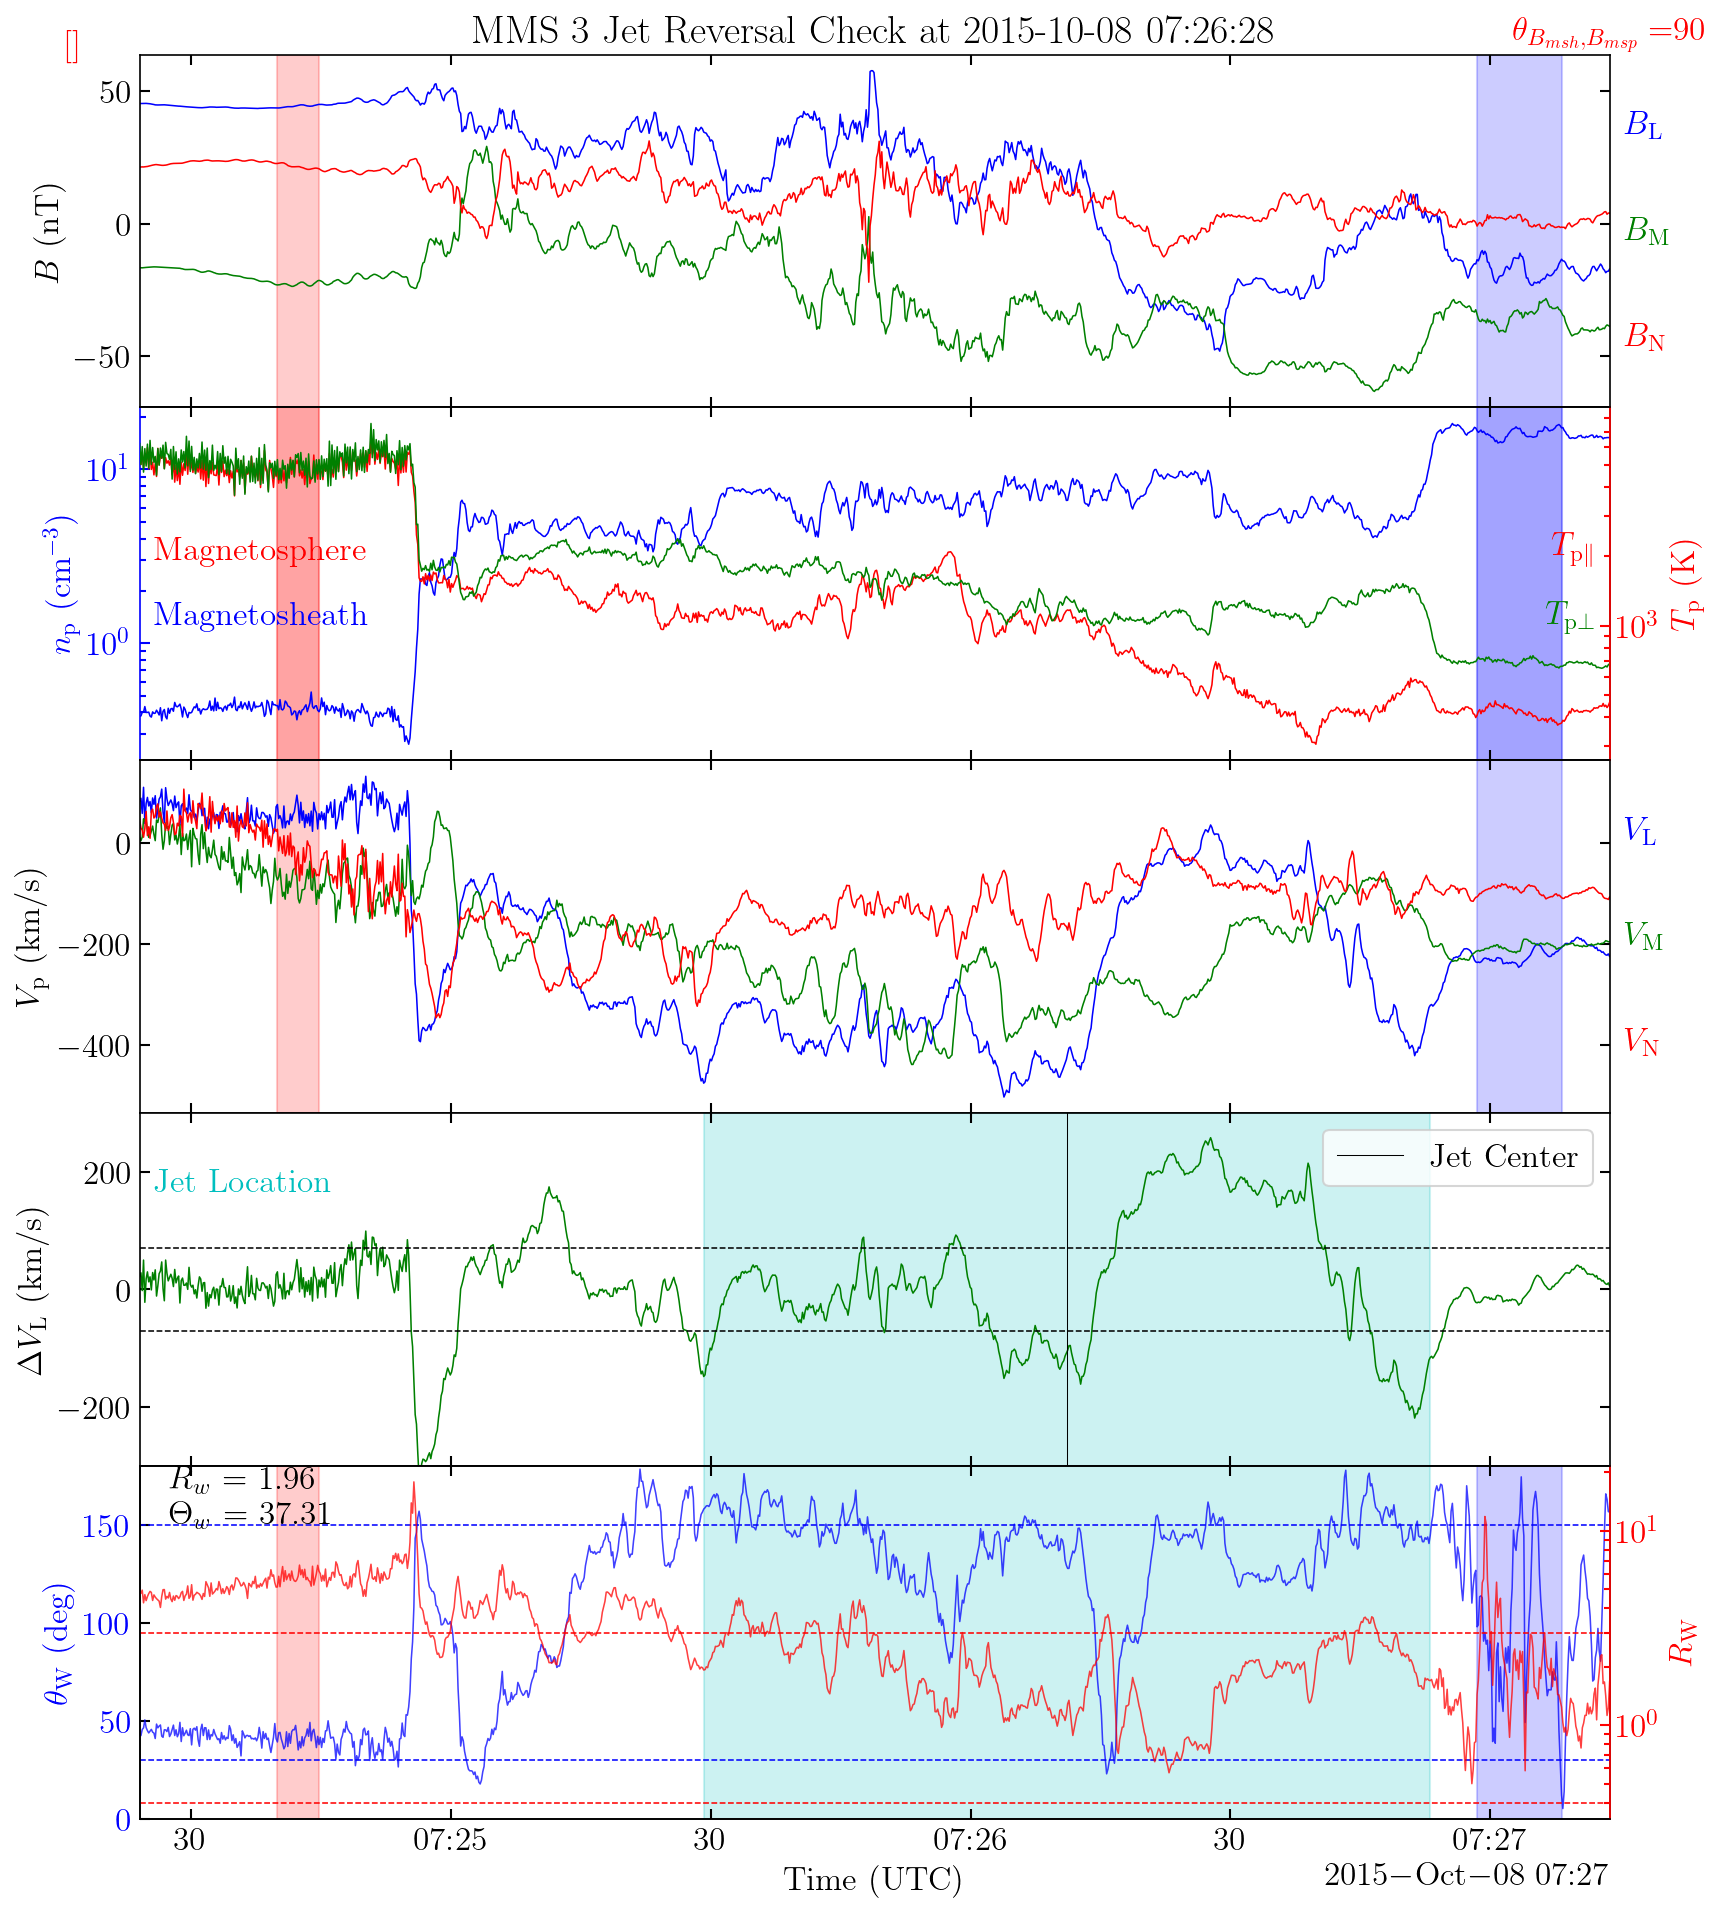 MMS 3 Jet Reversal Check at 2015-10-08 07:26:28
[]
θ_{B_{msh},B_{msp}} =90
50
0
−50
B (nT)
B_L
B_M
B_N
10^1
10^0
n_p (cm^{−3})
Magnetosphere
Magnetosheath
T_{p∥}
T_{p⊥}
10^3
T_p (K)
0
−200
−400
V_p (km/s)
V_L
V_M
V_N
200
0
−200
ΔV_L (km/s)
Jet Location
Jet Center
R_w = 1.96
Θ_w = 37.31
150
100
50
0
θ_W (deg)
10^1
10^0
R_W
30 07:25 30 07:26 30 07:27
Time (UTC)
2015−Oct−08 07:27